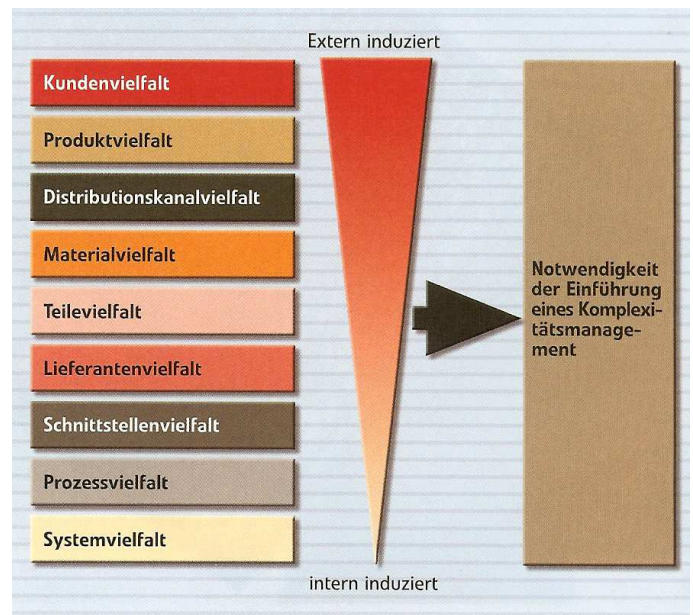 Extern induziert
Kundenvielfalt
Produktvielfalt
Distributionskanalvielfalt
Materialvielfalt
Teilevielfalt
Lieferantenvielfalt
Schnittstellenvielfalt
Prozessvielfalt
Systemvielfalt
intern induziert
Notwendigkeit
der Einführung
eines Komplexi-
tätsmanage-
ment